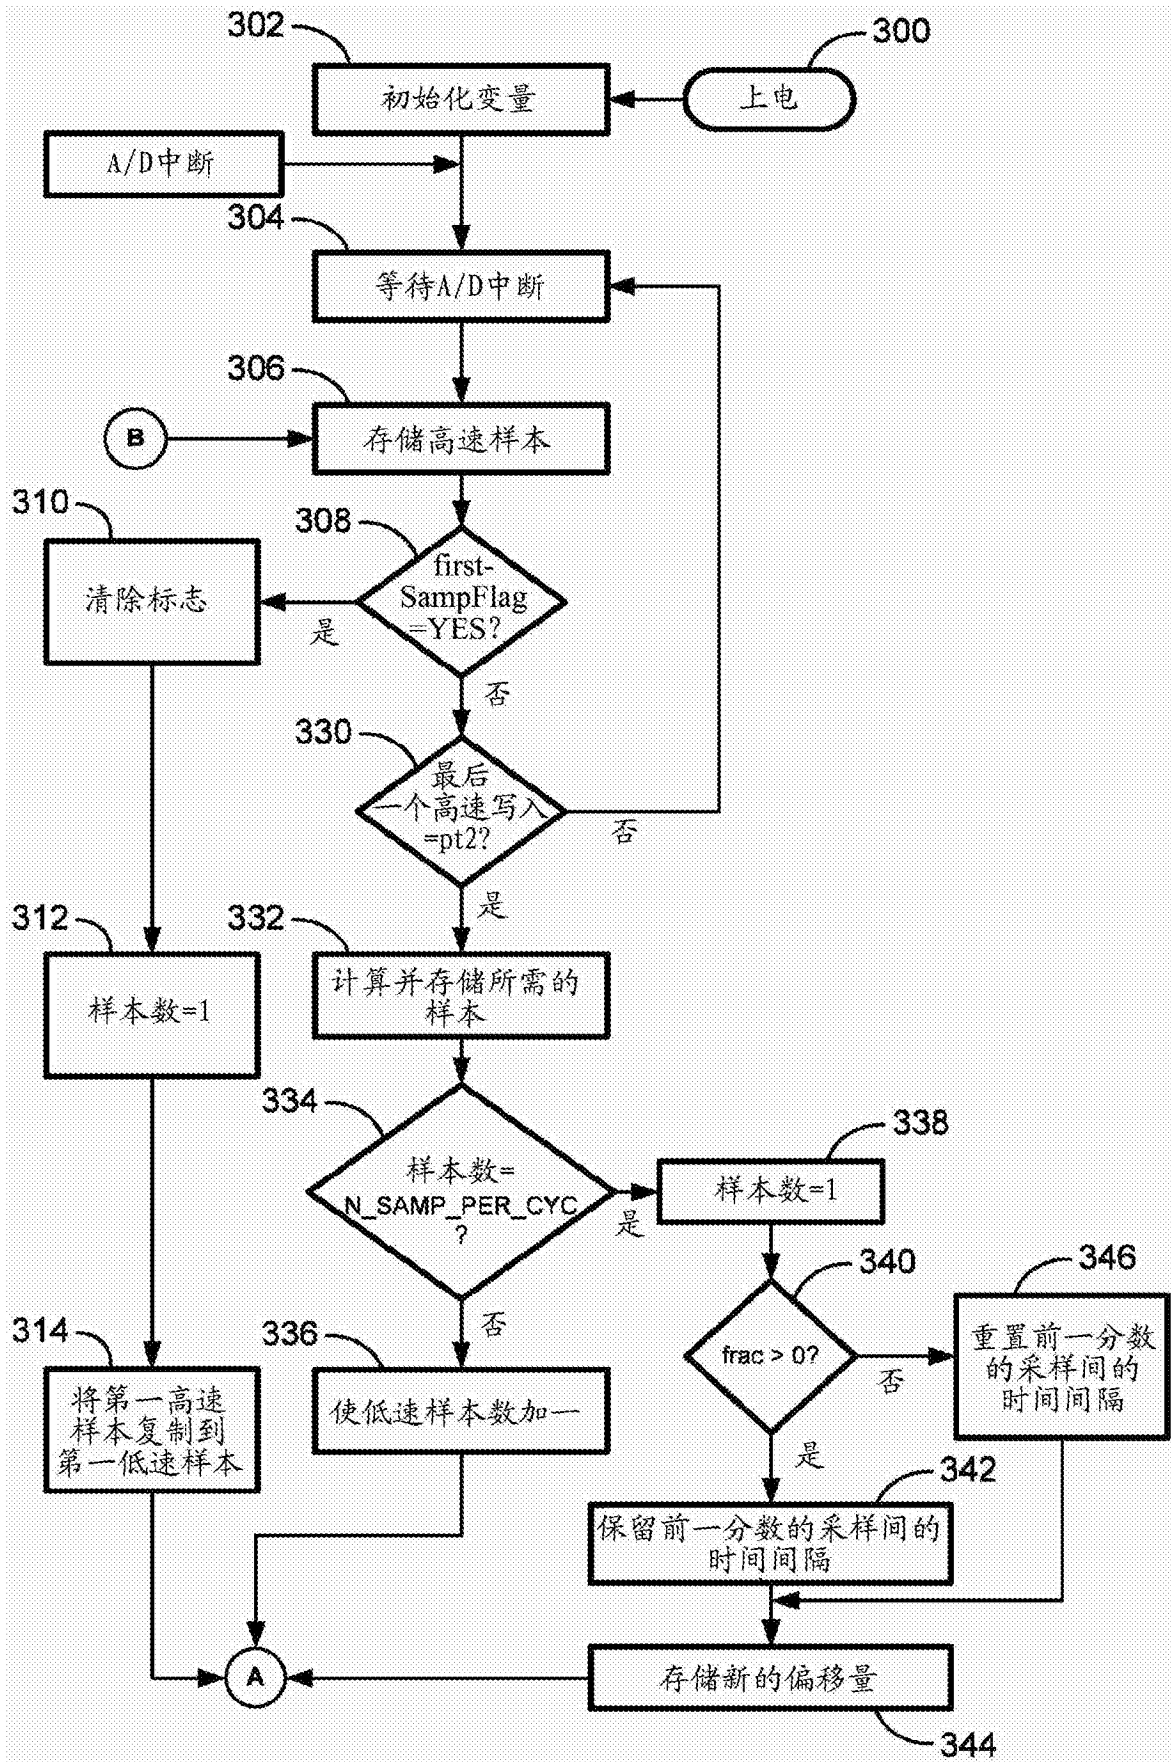 302
300
初始化变量
上电
A/D中断
304
等待A/D中断
306
B
存储高速样本
310
308
清除标志
first-
SampFlag
=YES?
是
否
330
最后
一个高速写入
=pt2?
否
是
312
332
样本数=1
计算并存储所需的
样本
334
338
样本数=
N_SAMP_PER_CYC
?
是
样本数=1
否
340
346
frac > 0?
否
重置前一分数
的采样间的
时间间隔
314
336
将第一高速
样本复制到
第一低速样本
使低速样本数加一
是
342
保留前一分数的采样间的
时间间隔
A
存储新的偏移量
344